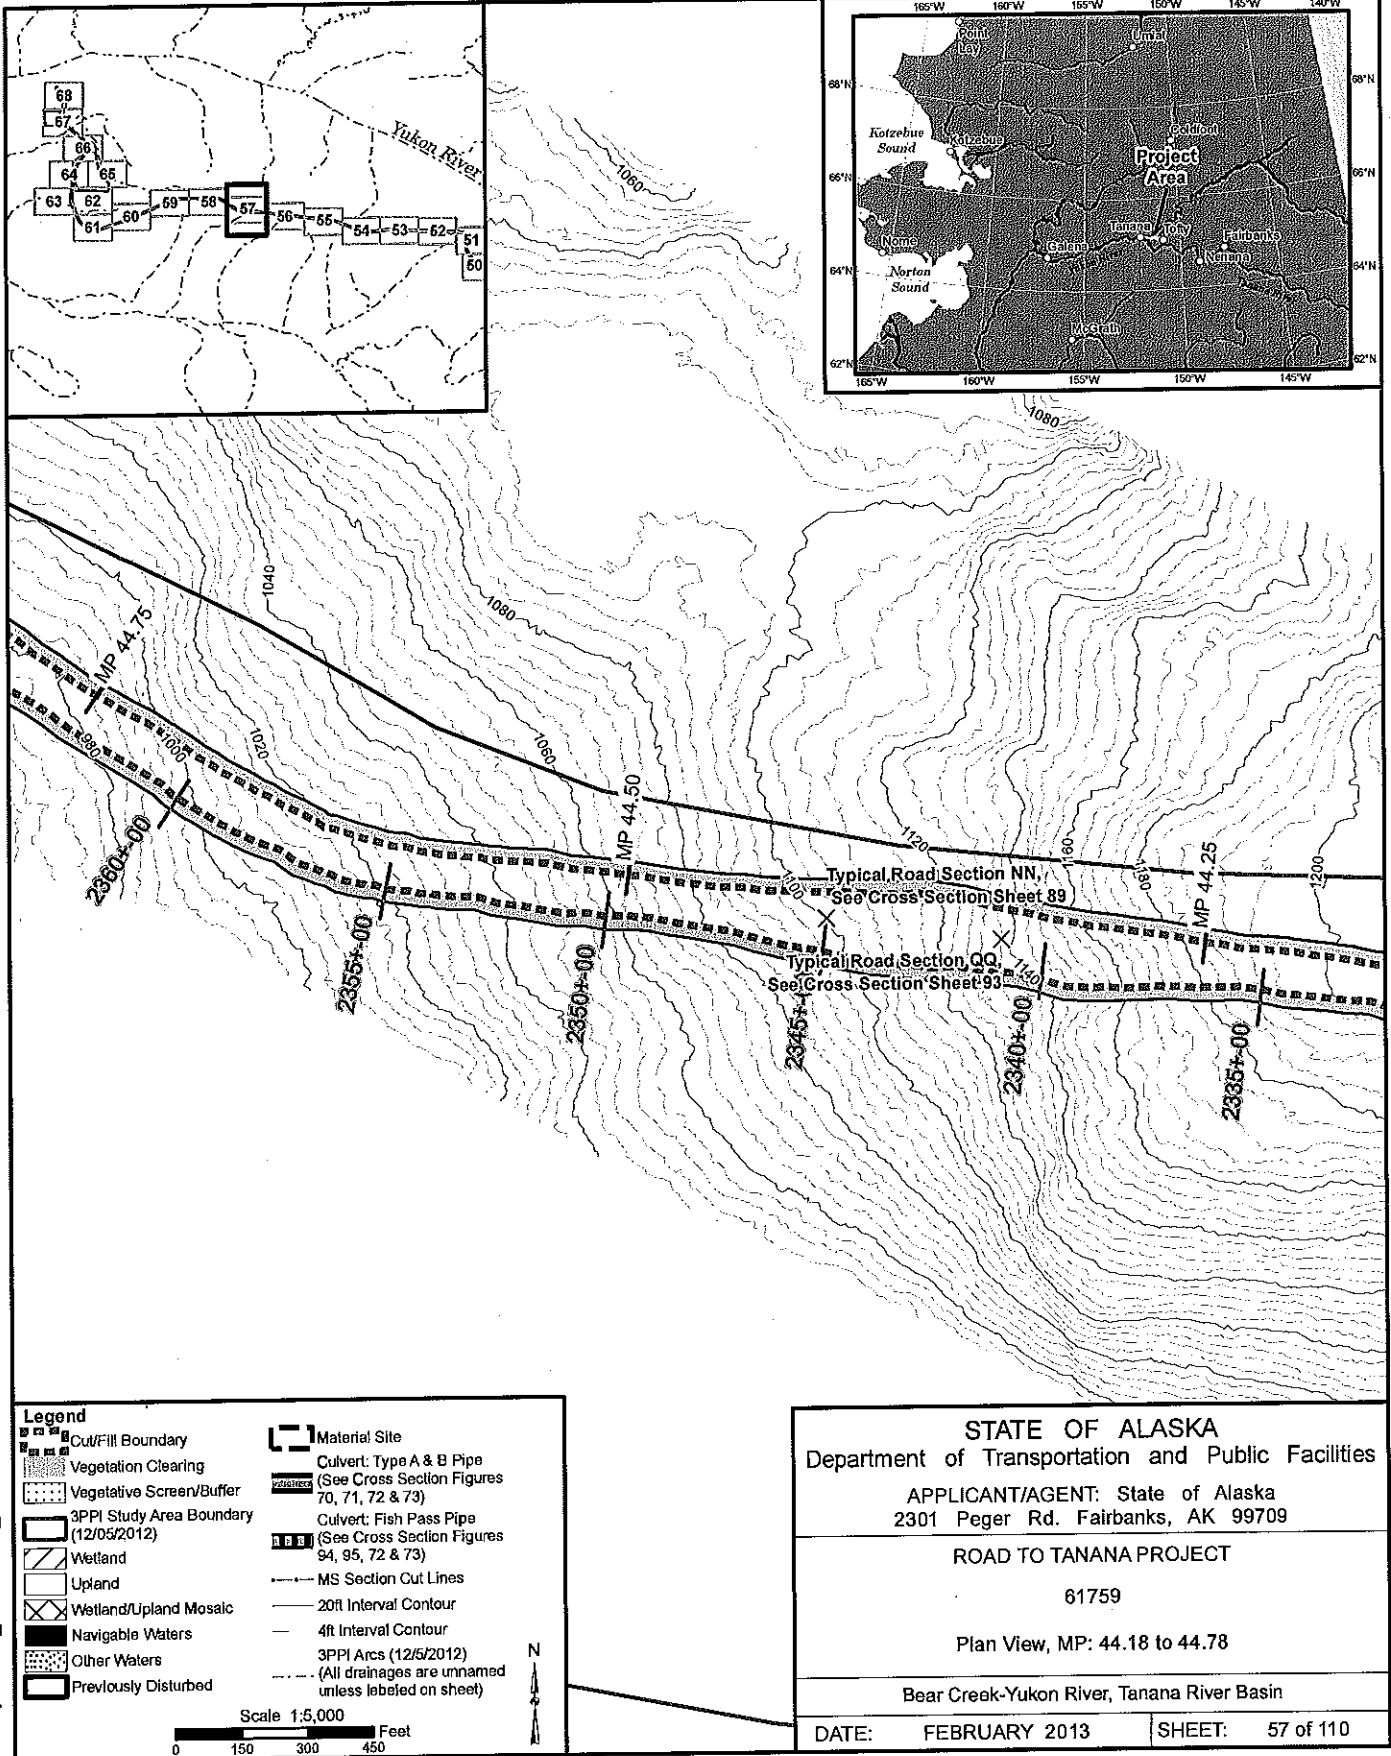 68
67
66
64
65
63
62
61
60
59
58
57
56
55
54
53
52
51
50
Yukon River
165°W
160°W
155°W
150°W
145°W
140°W
68°N
66°N
64°N
62°N
68°N
66°N
64°N
62°N
165°W
160°W
155°W
150°W
145°W
Point
Lay
Umiat
Kotzebue
Sound
Kotzebue
Coldfoot
Project
Area
Nome
Norton
Sound
Galena
Tanana
Tofty
Fairbanks
Nenana
McGrath
1060
1080
1040
1080
MP 44.75
980
1000
1020
1060
MP 44.50
1120
1100
1160
1180
MP 44.25
1200
Typical Road Section NN,
See Cross Section Sheet 89
Typical Road Section QQ,
See Cross Section Sheet 93
1140
2360+00
2355+00
2350+00
2345+
2340+00
2335+00
Legend
Cut/Fill Boundary
Vegetation Clearing
Vegetative Screen/Buffer
3PPI Study Area Boundary
(12/05/2012)
Wetland
Upland
Wetland/Upland Mosaic
Navigable Waters
Other Waters
Previously Disturbed
Material Site
Culvert: Type A & B Pipe
(See Cross Section Figures
70, 71, 72 & 73)
Culvert: Fish Pass Pipe
(See Cross Section Figures
94, 95, 72 & 73)
MS Section Cut Lines
20ft Interval Contour
4ft Interval Contour
3PPI Arcs (12/5/2012)
(All drainages are unnamed
unless labeled on sheet)
N
Scale 1:5,000
Feet
0 150 300 450
STATE OF ALASKA
Department of Transportation and Public Facilities
APPLICANT/AGENT: State of Alaska
2301 Peger Rd. Fairbanks, AK 99709
ROAD TO TANANA PROJECT
61759
Plan View, MP: 44.18 to 44.78
Bear Creek-Yukon River, Tanana River Basin
DATE: FEBRUARY 2013 SHEET: 57 of 110